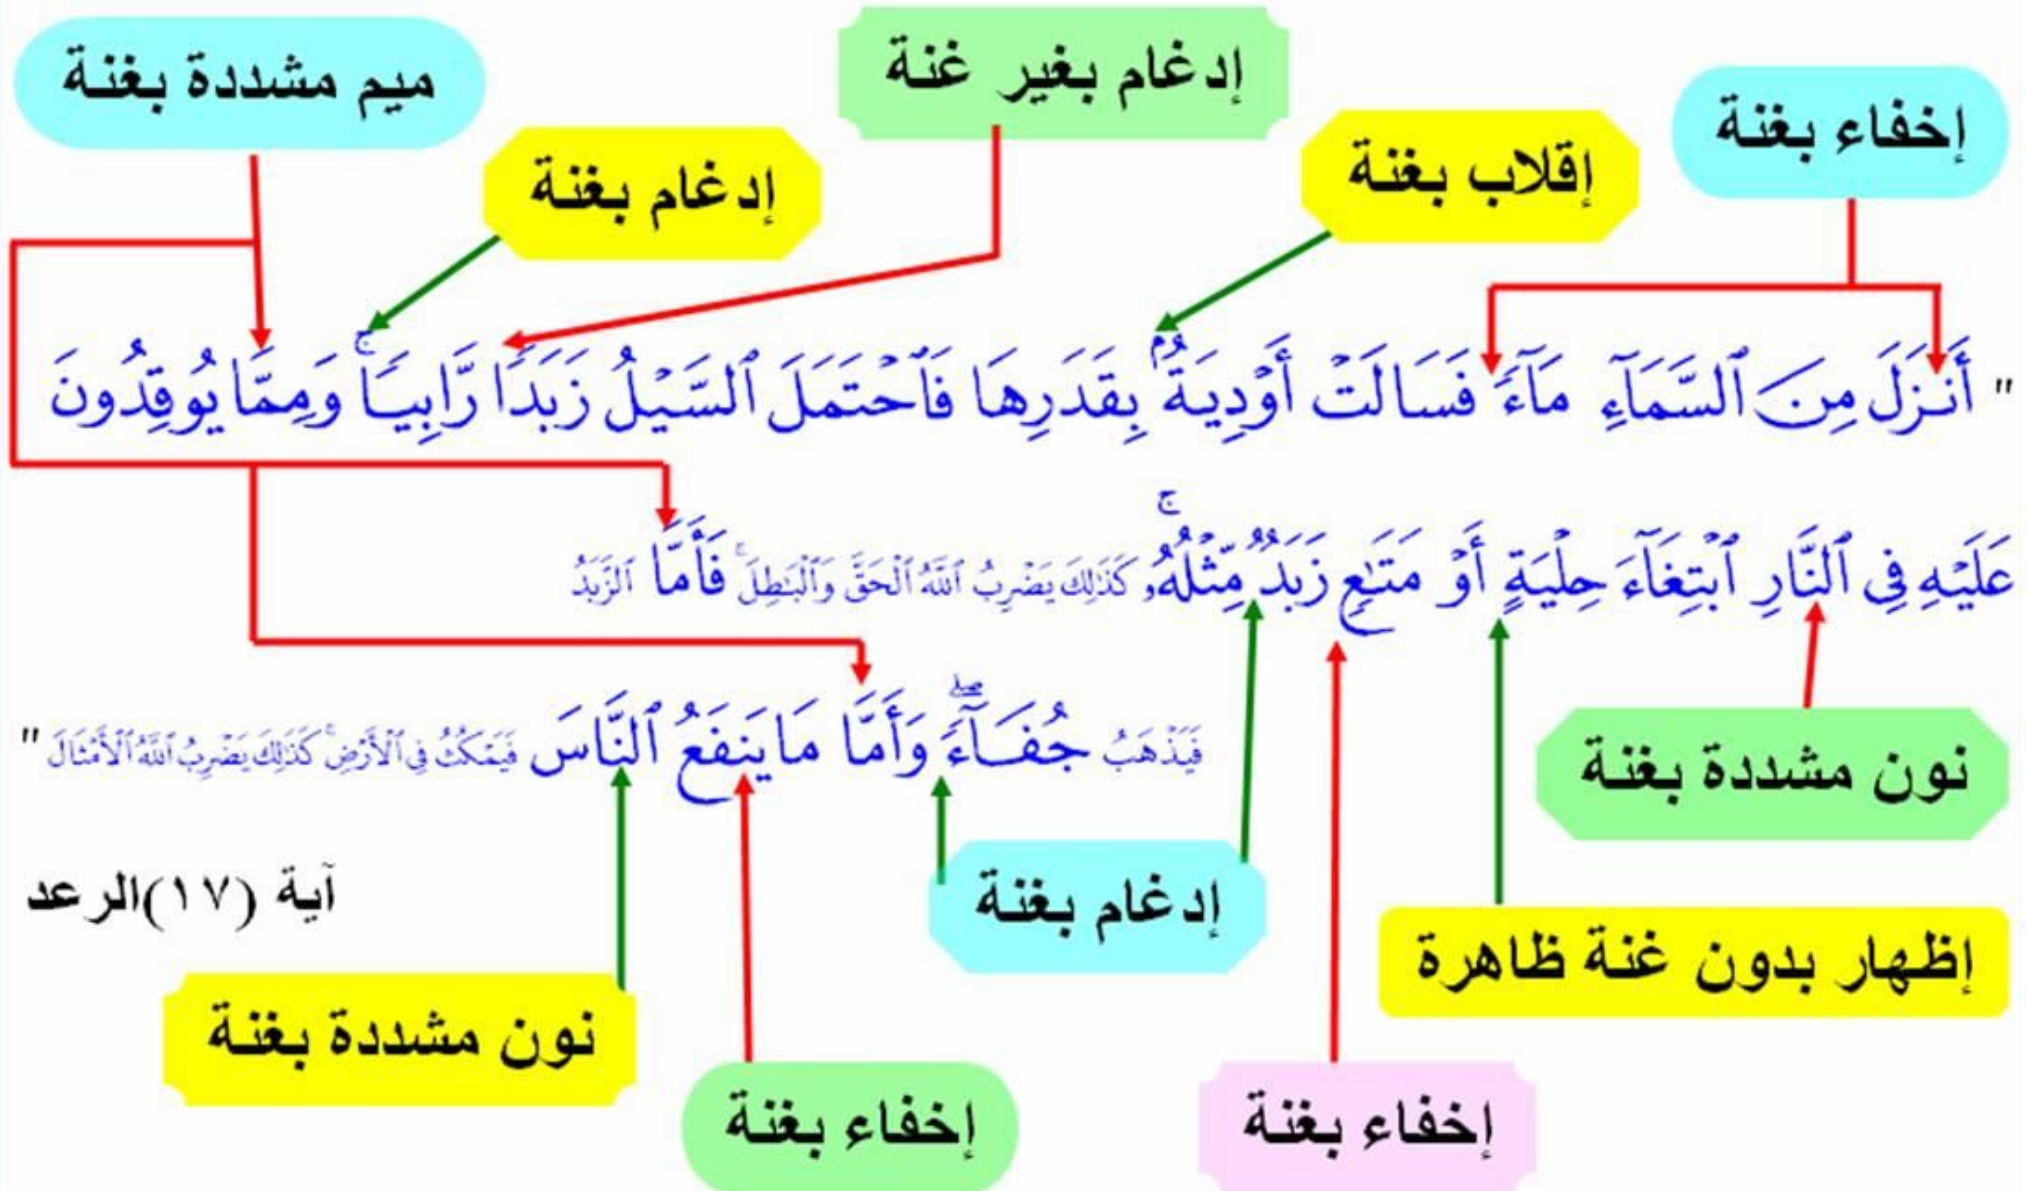 ميم مشددة بغنة
إدغام بغير غنة
إخفاء بغنة
إدغام بغنة
إقلاب بغنة
" أَنزَلَ مِنَ ٱلسَّمَآءِ مَآءً فَسَالَتْ أَوْدِيَةٌۢ بِقَدَرِهَا فَٱحْتَمَلَ ٱلسَّيْلُ زَبَدًا رَّابِيًا ۚ وَمِمَّا يُوقِدُونَ
عَلَيْهِ فِى ٱلنَّارِ ٱبْتِغَآءَ حِلْيَةٍ أَوْ مَتَٰعٍ زَبَدٌ مِّثْلُهُۥ ۚ كَذَٰلِكَ يَضْرِبُ ٱللَّهُ ٱلْحَقَّ وَٱلْبَٰطِلَ ۚ فَأَمَّا ٱلزَّبَدُ
فَيَذْهَبُ جُفَآءً ۖ وَأَمَّا مَا يَنفَعُ ٱلنَّاسَ فَيَمْكُثُ فِى ٱلْأَرْضِ ۚ كَذَٰلِكَ يَضْرِبُ ٱللَّهُ ٱلْأَمْثَالَ "
نون مشددة بغنة
إدغام بغنة
آية (١٧)الرعد
إظهار بدون غنة ظاهرة
نون مشددة بغنة
إخفاء بغنة
إخفاء بغنة